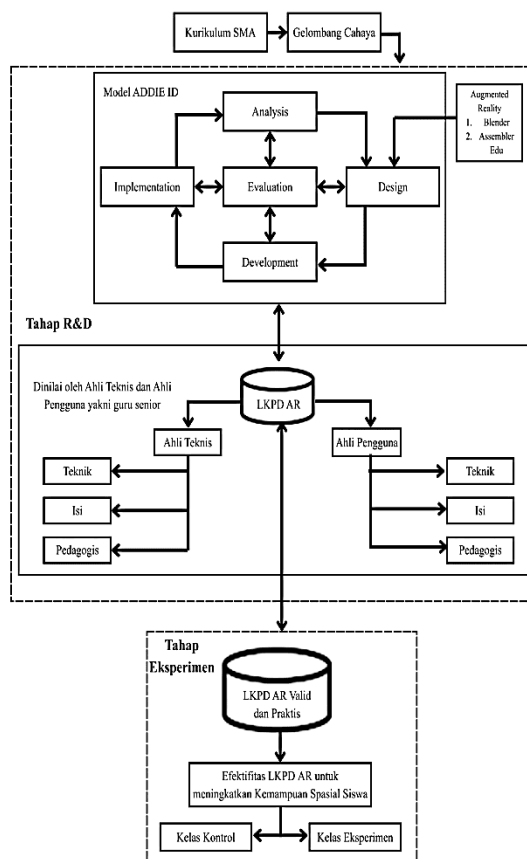 Kurikulum SMA
Gelombang Cahaya
Model ADDIE ID
Analysis
Augmented
Reality
1. Blender
2. Assembler
Edu
Implementation
Evaluation
Design
Development
Tahap R&D
Dinilai oleh Ahli Teknis dan Ahli
Pengguna yakni guru senior
LKPD AR
Ahli Teknis
Ahli Pengguna
Teknik
Isi
Pedagogis
Teknik
Isi
Pedagogis
Tahap
Eksperimen
LKPD AR Valid
dan Praktis
Efektifitas LKPD AR untuk
meningkatkan Kemampuan Spasial Siswa
Kelas Kontrol
Kelas Eksperimen